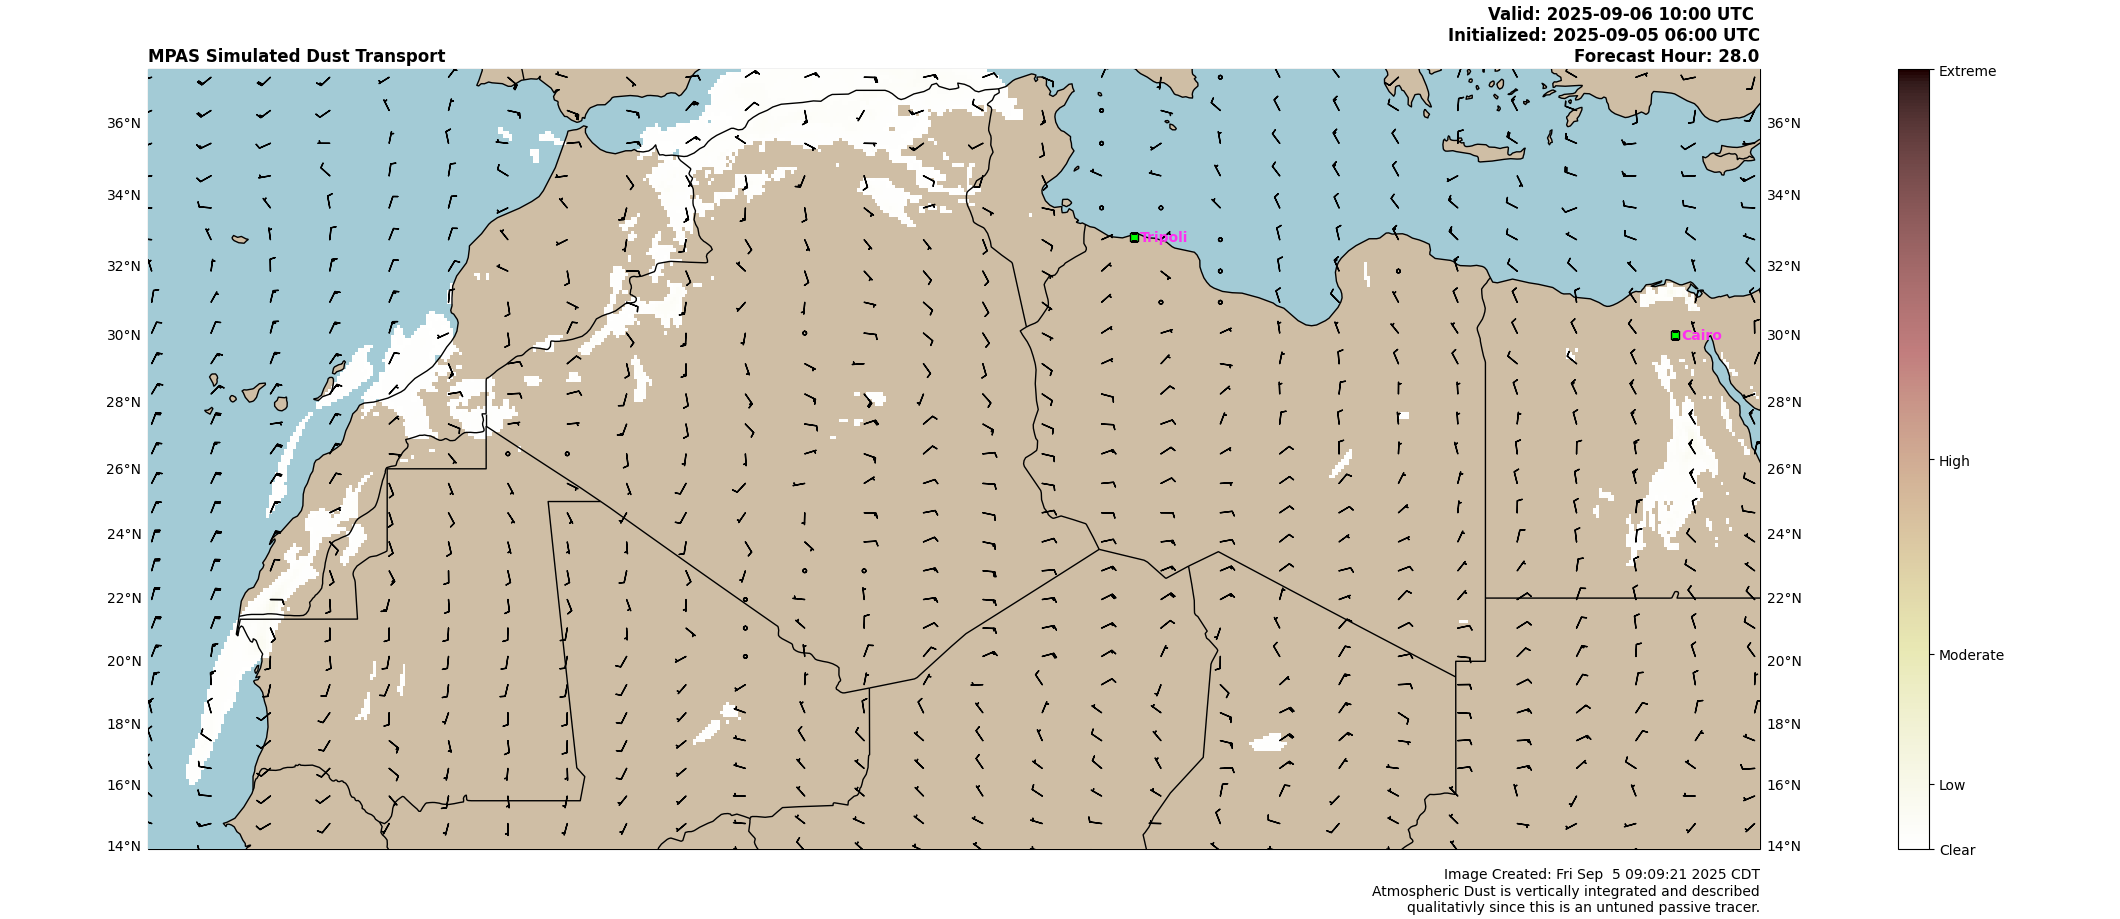 Valid: 2025-09-06 10:00 UTC
Initialized: 2025-09-05 06:00 UTC
MPAS Simulated Dust Transport
Forecast Hour: 28.0
Extreme
36°N
36°N
34°N
34°N
Tripoli
32°N
32°N
30°N
Cairo
30°N
28°N
28°N
26°N
26°N
High
24°N
24°N
22°N
22°N
20°N
20°N
Moderate
18°N
18°N
16°N
16°N
Low
14°N
14°N
Clear
Image Created: Fri Sep  5 09:09:21 2025 CDT
Atmospheric Dust is vertically integrated and described
qualitativly since this is an untuned passive tracer.